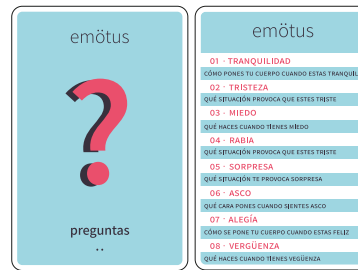 emötus
?
preguntas
emötus
01 · TRANQUILIDAD
CÓMO PONES TU CUERPO CUANDO ESTAS TRANQUIL
02 · TRISTEZA
QUÉ SITUACIÓN PROVOCA QUE ESTES TRISTE
03 · MIEDO
QUÉ HACES CUANDO TIENES MIEDO
04 · RABIA
QUÉ SITUACIÓN PROVOCA QUE ESTES TRISTE
05 · SORPRESA
QUÉ SITUACIÓN TE PROVOCA SORPRESA
06 · ASCO
QUÉ CARA PONES CUANDO SIENTES ASCO
07 · ALEGÍA
CÓMO SE PONE TU CUERPO CUANDO ESTAS FELIZ
08 · VERGÜENZA
QUÉ HACES CUANDO TIENES VEGÜENZA